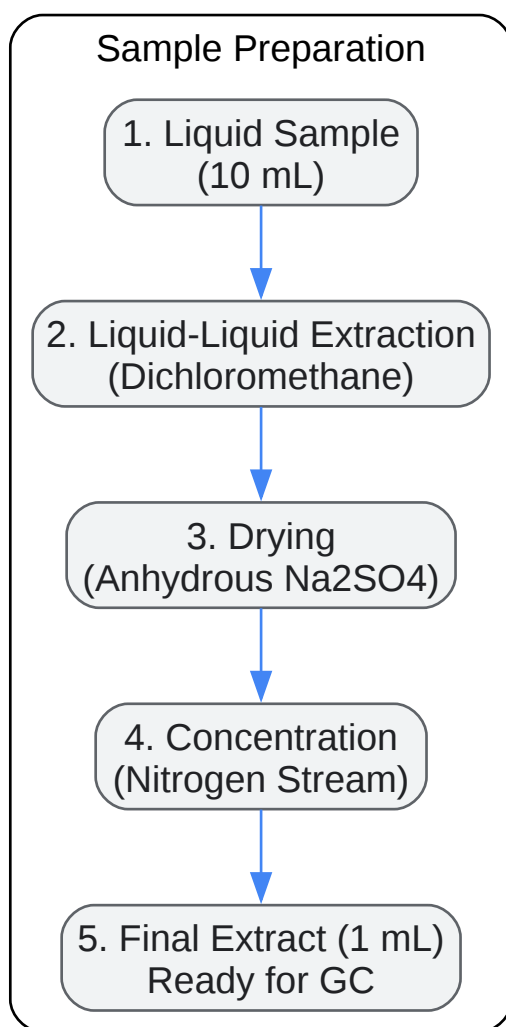 Sample Preparation
1. Liquid Sample
(10 mL)
2. Liquid-Liquid Extraction
(Dichloromethane)
3. Drying
(Anhydrous Na2SO4)
4. Concentration
(Nitrogen Stream)
5. Final Extract (1 mL)
Ready for GC